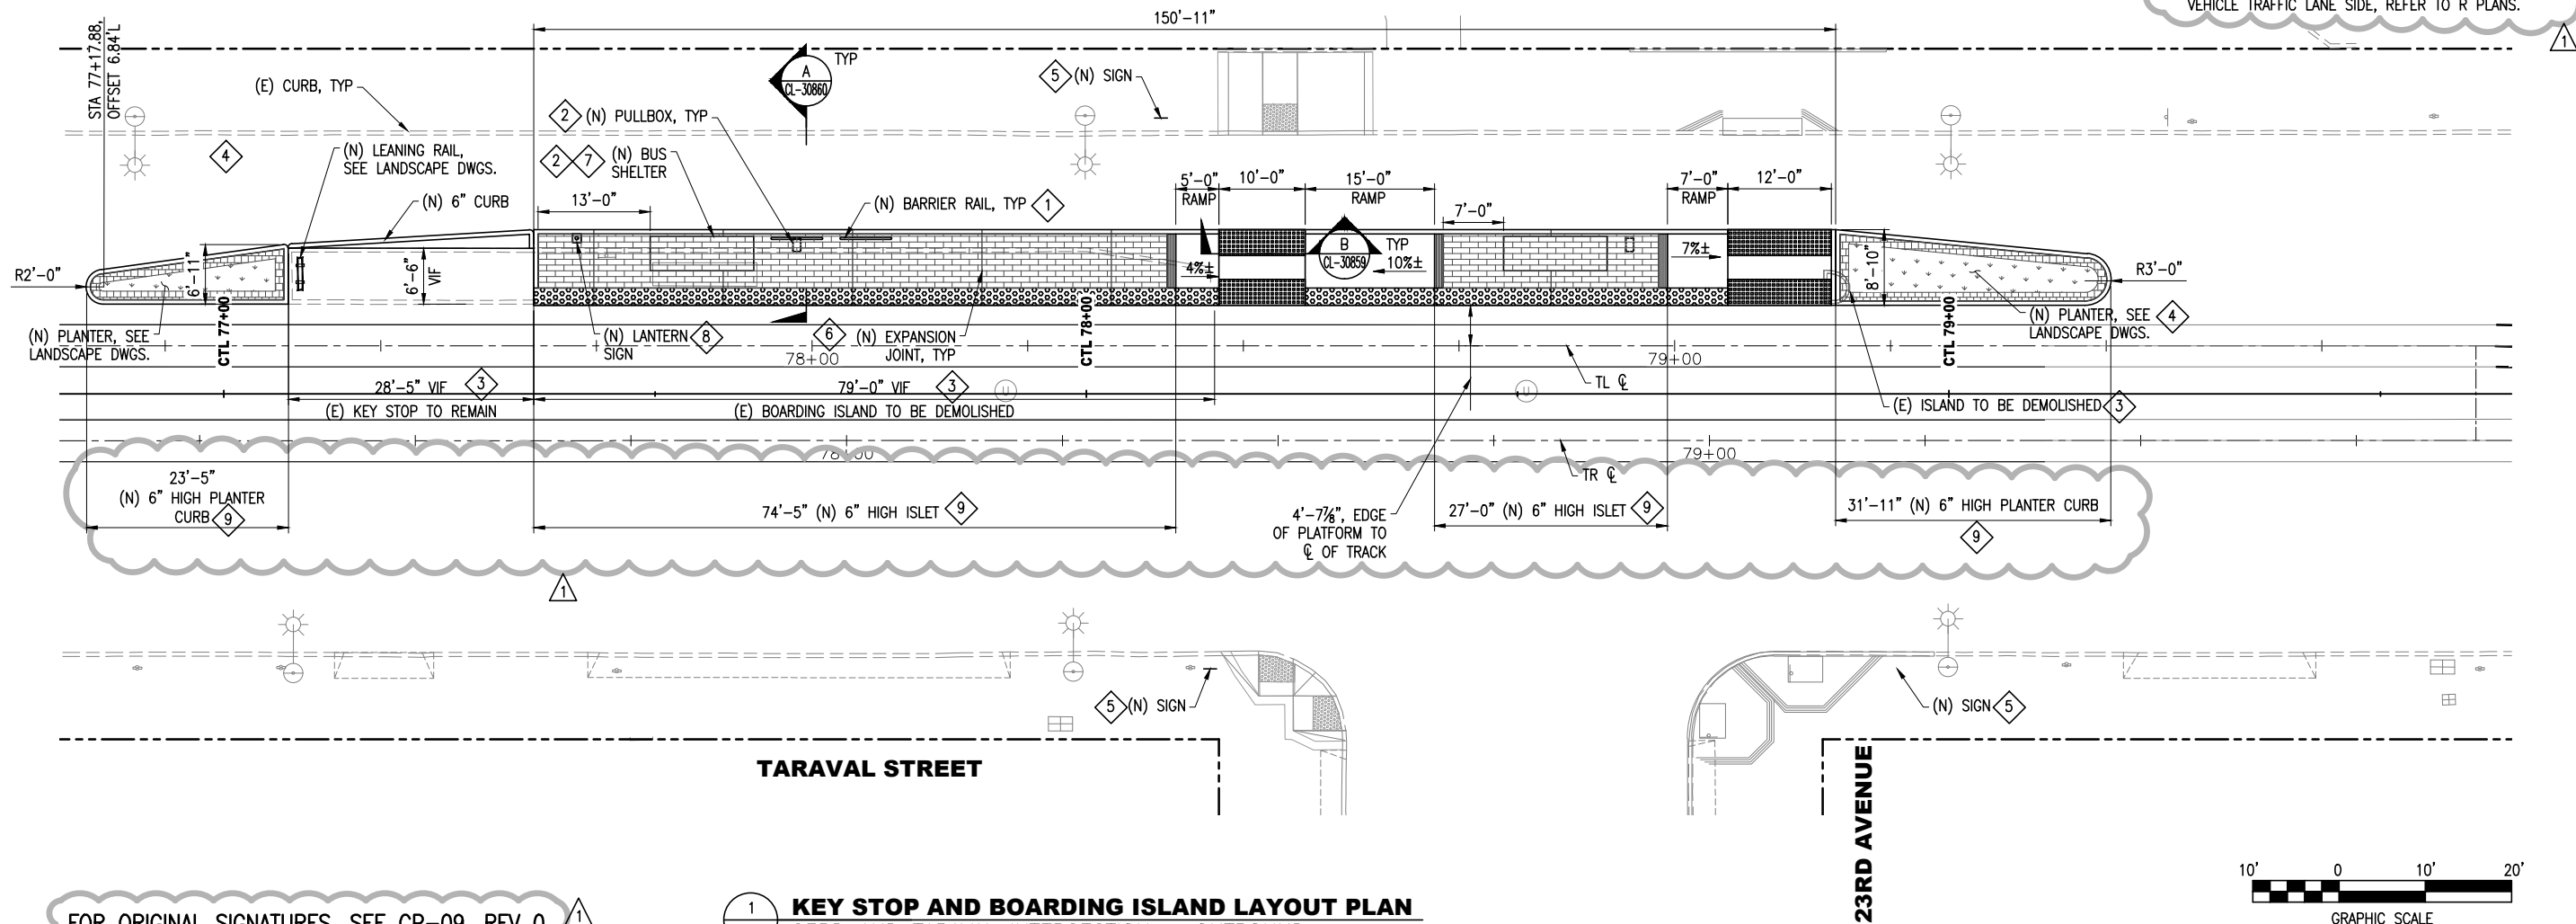 VEHICLE TRAFFIC LANE SIDE, REFER TO R PLANS.
1
150'-11"
STA 77+17.88,
OFFSET 6.84'L
(E) CURB, TYP
A
CL-30860
TYP
5 (N) SIGN
2 (N) PULLBOX, TYP
4
(N) LEANING RAIL,
SEE LANDSCAPE DWGS.
2 7 (N) BUS
SHELTER
(N) 6" CURB
13'-0"
(N) BARRIER RAIL, TYP 1
5'-0"
RAMP
10'-0"
15'-0"
RAMP
7'-0"
7'-0"
RAMP
12'-0"
R2'-0"
6'-11"
6'-6"
VIF
4%±
B
CL-30859
TYP
10%±
7%±
8'-10"
R3'-0"
(N) PLANTER, SEE
LANDSCAPE DWGS.
CTL 77+00
(N) LANTERN 8
SIGN
6 (N) EXPANSION
JOINT, TYP
78+00
CTL 78+00
79+00
CTL 79+00
(N) PLANTER, SEE 4
LANDSCAPE DWGS.
TL ℄
28'-5" VIF 3
(E) KEY STOP TO REMAIN
79'-0" VIF 3
(E) BOARDING ISLAND TO BE DEMOLISHED
U
U
(E) ISLAND TO BE DEMOLISHED 3
78+00
79+00
TR ℄
23'-5"
(N) 6" HIGH PLANTER
CURB 9
74'-5" (N) 6" HIGH ISLET 9
4'-7⅞", EDGE
OF PLATFORM TO
℄ OF TRACK
27'-0" (N) 6" HIGH ISLET 9
31'-11" (N) 6" HIGH PLANTER CURB
9
1
5 (N) SIGN
(N) SIGN 5
TARAVAL STREET
23RD AVENUE
10' 0 10' 20'
GRAPHIC SCALE
FOR ORIGINAL SIGNATURES, SEE CP-09, REV 0
1
1
KEY STOP AND BOARDING ISLAND LAYOUT PLAN